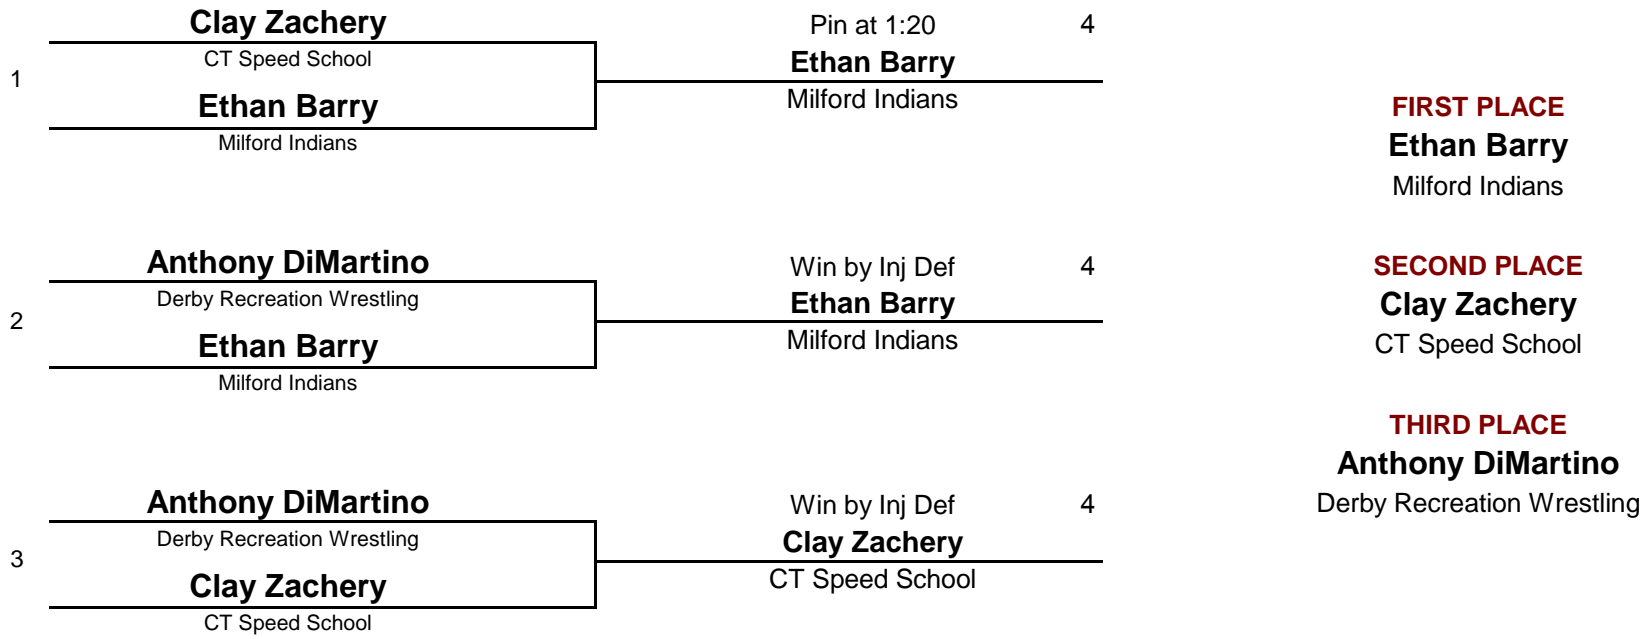 Clay Zachery
CT Speed School
1
Ethan Barry
Milford Indians
Pin at 1:20 4
Ethan Barry
Milford Indians
Anthony DiMartino
Derby Recreation Wrestling
2
Ethan Barry
Milford Indians
Win by Inj Def 4
Ethan Barry
Milford Indians
Anthony DiMartino
Derby Recreation Wrestling
3
Clay Zachery
CT Speed School
Win by Inj Def 4
Clay Zachery
CT Speed School
FIRST PLACE
Ethan Barry
Milford Indians
SECOND PLACE
Clay Zachery
CT Speed School
THIRD PLACE
Anthony DiMartino
Derby Recreation Wrestling